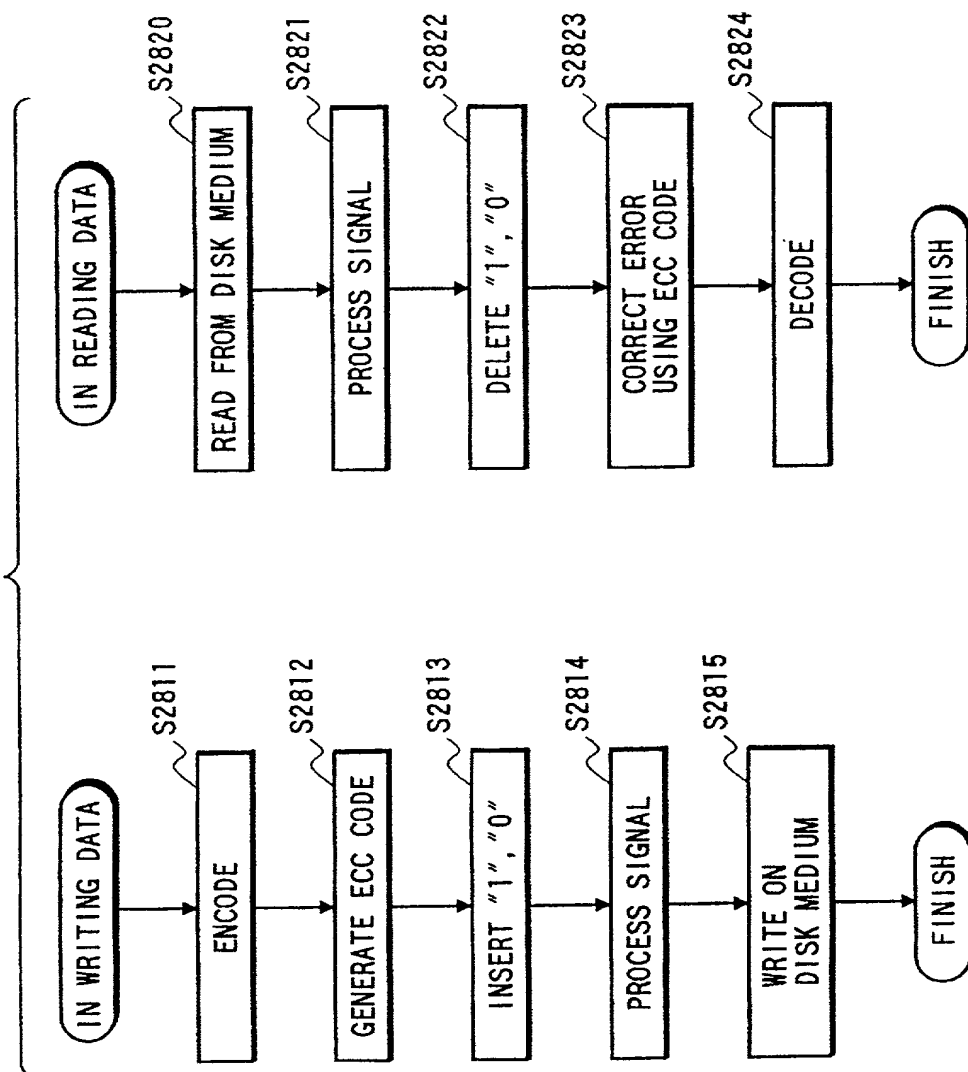 IN WRITING DATA
S2811
ENCODE
S2812
GENERATE ECC CODE
S2813
INSERT "1", "0"
S2814
PROCESS SIGNAL
S2815
WRITE ON
DISK MEDIUM
FINISH
IN READING DATA
S2820
READ FROM DISK MEDIUM
S2821
PROCESS SIGNAL
S2822
DELETE "1", "0"
S2823
CORRECT ERROR
USING ECC CODE
S2824
DECODE
FINISH